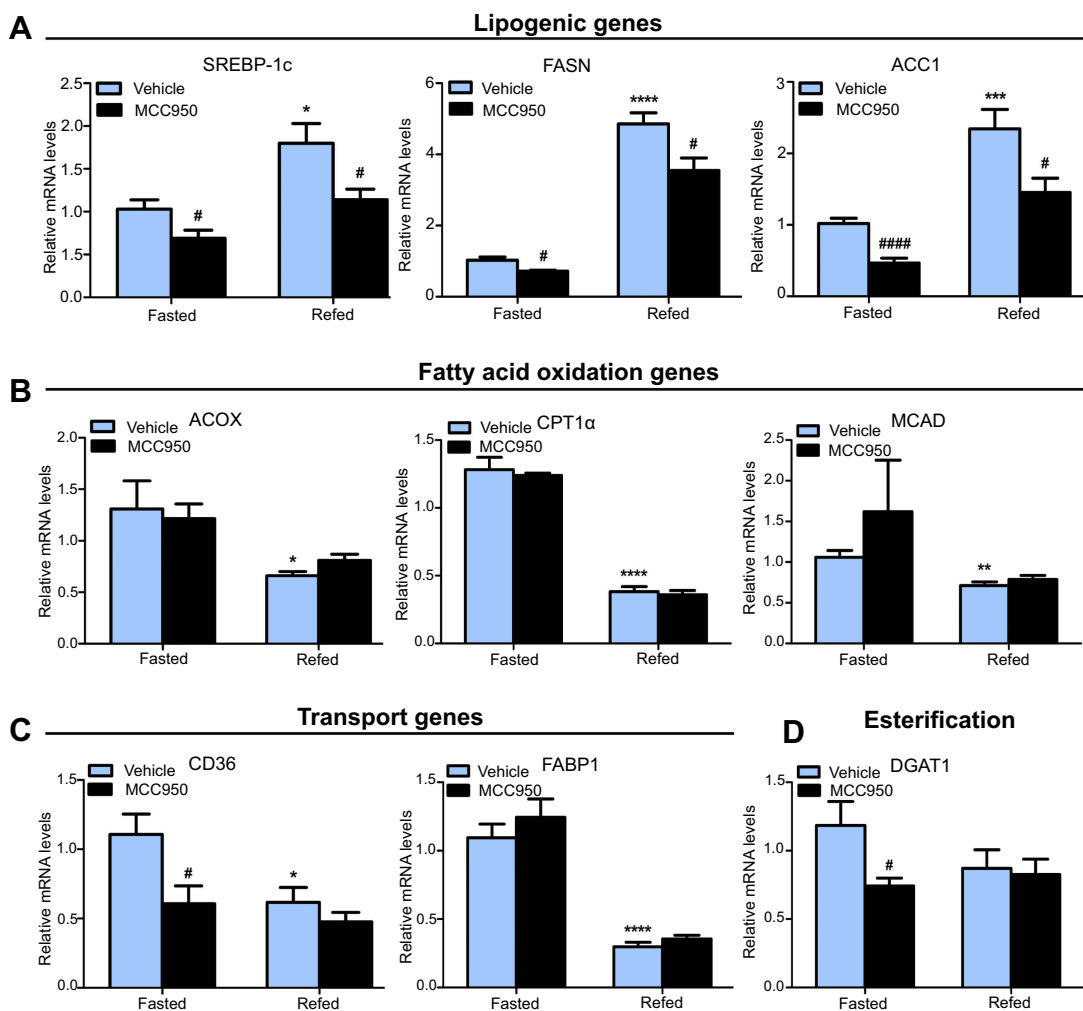 A Lipogenic genes
SREBP-1c
Vehicle
MCC950
Relative mRNA levels
2.5
2.0
1.5
1.0
1.5
0.0
#
*
#
Fasted
Refed
FASN
Vehicle
MCC950
Relative mRNA levels
6
4
2
0
#
****
#
Fasted
Refed
ACC1
Vehicle
MCC950
Relative mRNA levels
3
2
1
0
####
***
#
Fasted
Refed
B Fatty acid oxidation genes
ACOX
Vehicle
MCC950
Relative mRNA levels
2.0
1.5
1.0
0.5
0.0
*
Fasted
Refed
CPT1α
Vehicle
MCC950
Relative mRNA levels
1.5
1.0
0.5
0.0
****
Fasted
Refed
MCAD
Vehicle
MCC950
Relative mRNA levels
2.5
2.0
1.5
1.0
0.5
0.0
**
Fasted
Refed
C Transport genes
CD36
Vehicle
MCC950
Relative mRNA levels
1.5
1.0
0.5
0.0
#
*
Fasted
Refed
FABP1
Vehicle
MCC950
Relative mRNA levels
1.5
1.0
0.5
0.0
****
Fasted
Refed
D Esterification
DGAT1
Vehicle
MCC950
Relative mRNA levels
1.5
1.0
0.5
0.0
#
Fasted
Refed